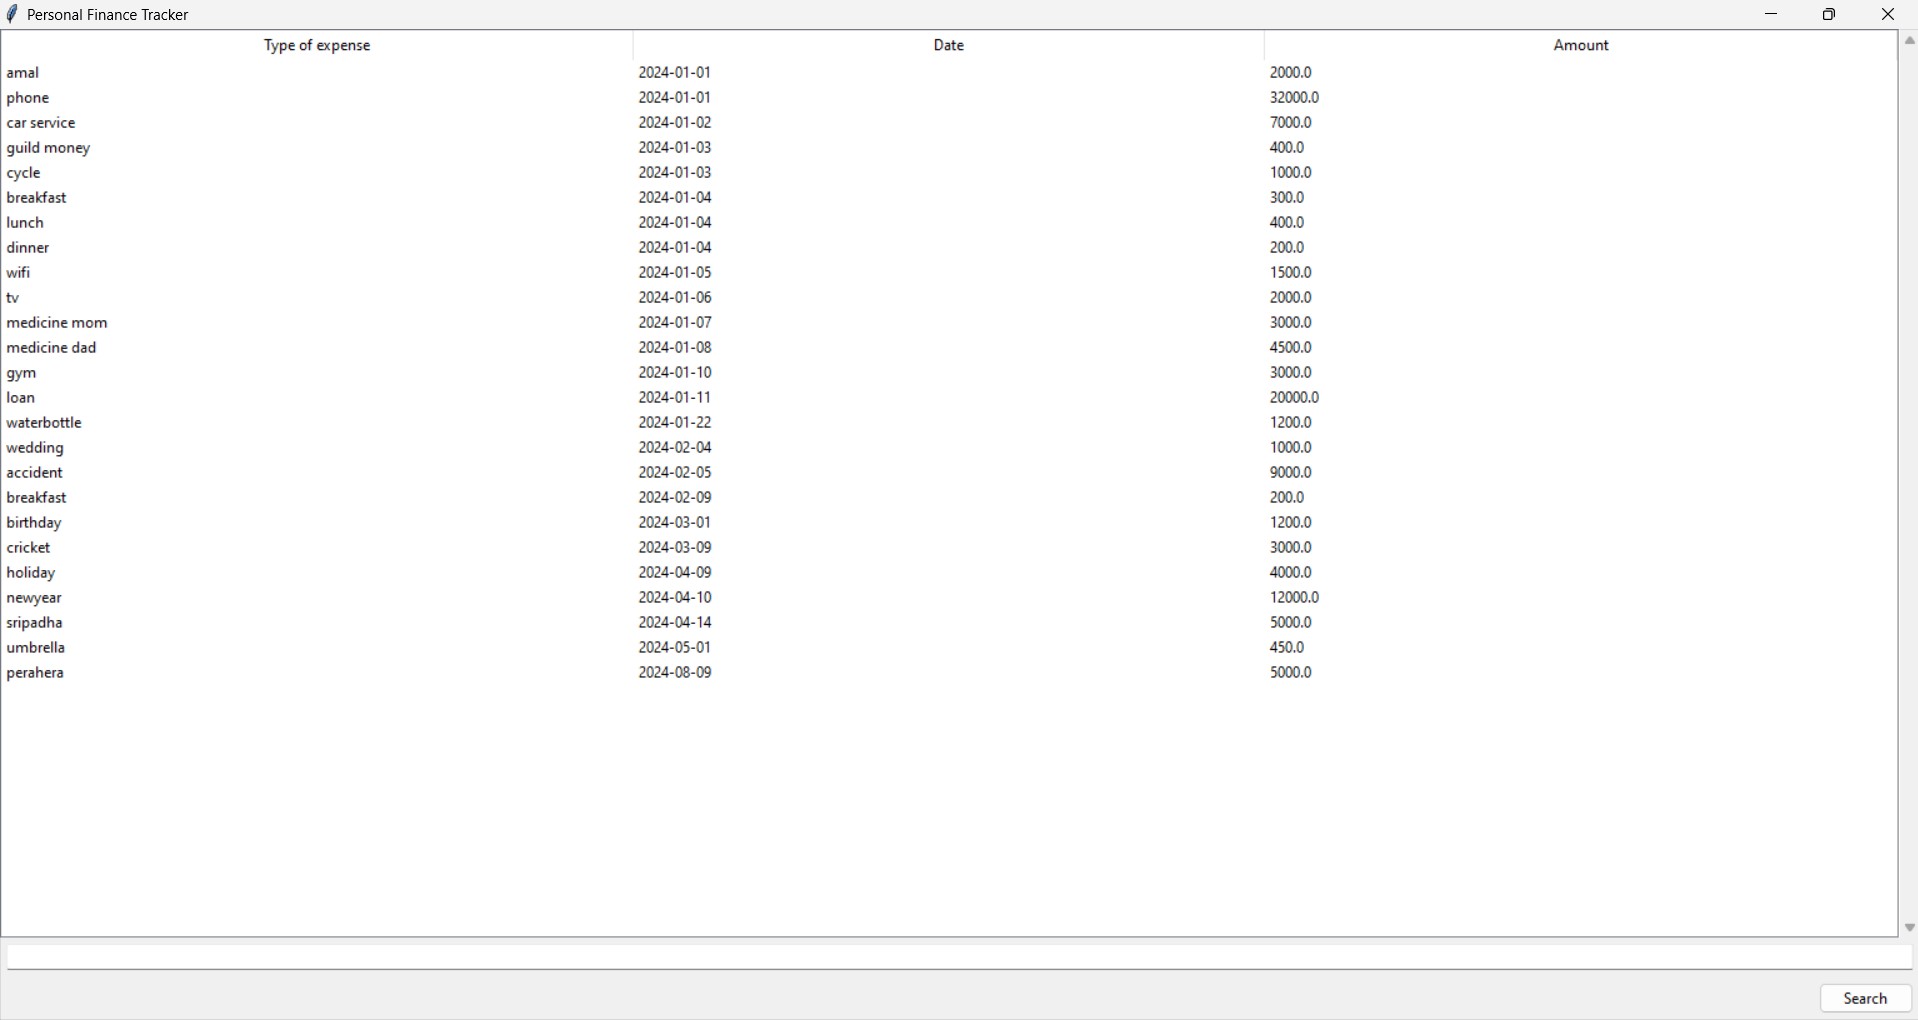 Personal Finance Tracker
Type of expense Date Amount
amal 2024-01-01 2000.0
phone 2024-01-01 32000.0
car service 2024-01-02 7000.0
guild money 2024-01-03 400.0
cycle 2024-01-03 1000.0
breakfast 2024-01-04 300.0
lunch 2024-01-04 400.0
dinner 2024-01-04 200.0
wifi 2024-01-05 1500.0
tv 2024-01-06 2000.0
medicine mom 2024-01-07 3000.0
medicine dad 2024-01-08 4500.0
gym 2024-01-10 3000.0
loan 2024-01-11 20000.0
waterbottle 2024-01-22 1200.0
wedding 2024-02-04 1000.0
accident 2024-02-05 9000.0
breakfast 2024-02-09 200.0
birthday 2024-03-01 1200.0
cricket 2024-03-09 3000.0
holiday 2024-04-09 4000.0
newyear 2024-04-10 12000.0
sripadha 2024-04-14 5000.0
umbrella 2024-05-01 450.0
perahera 2024-08-09 5000.0
Search